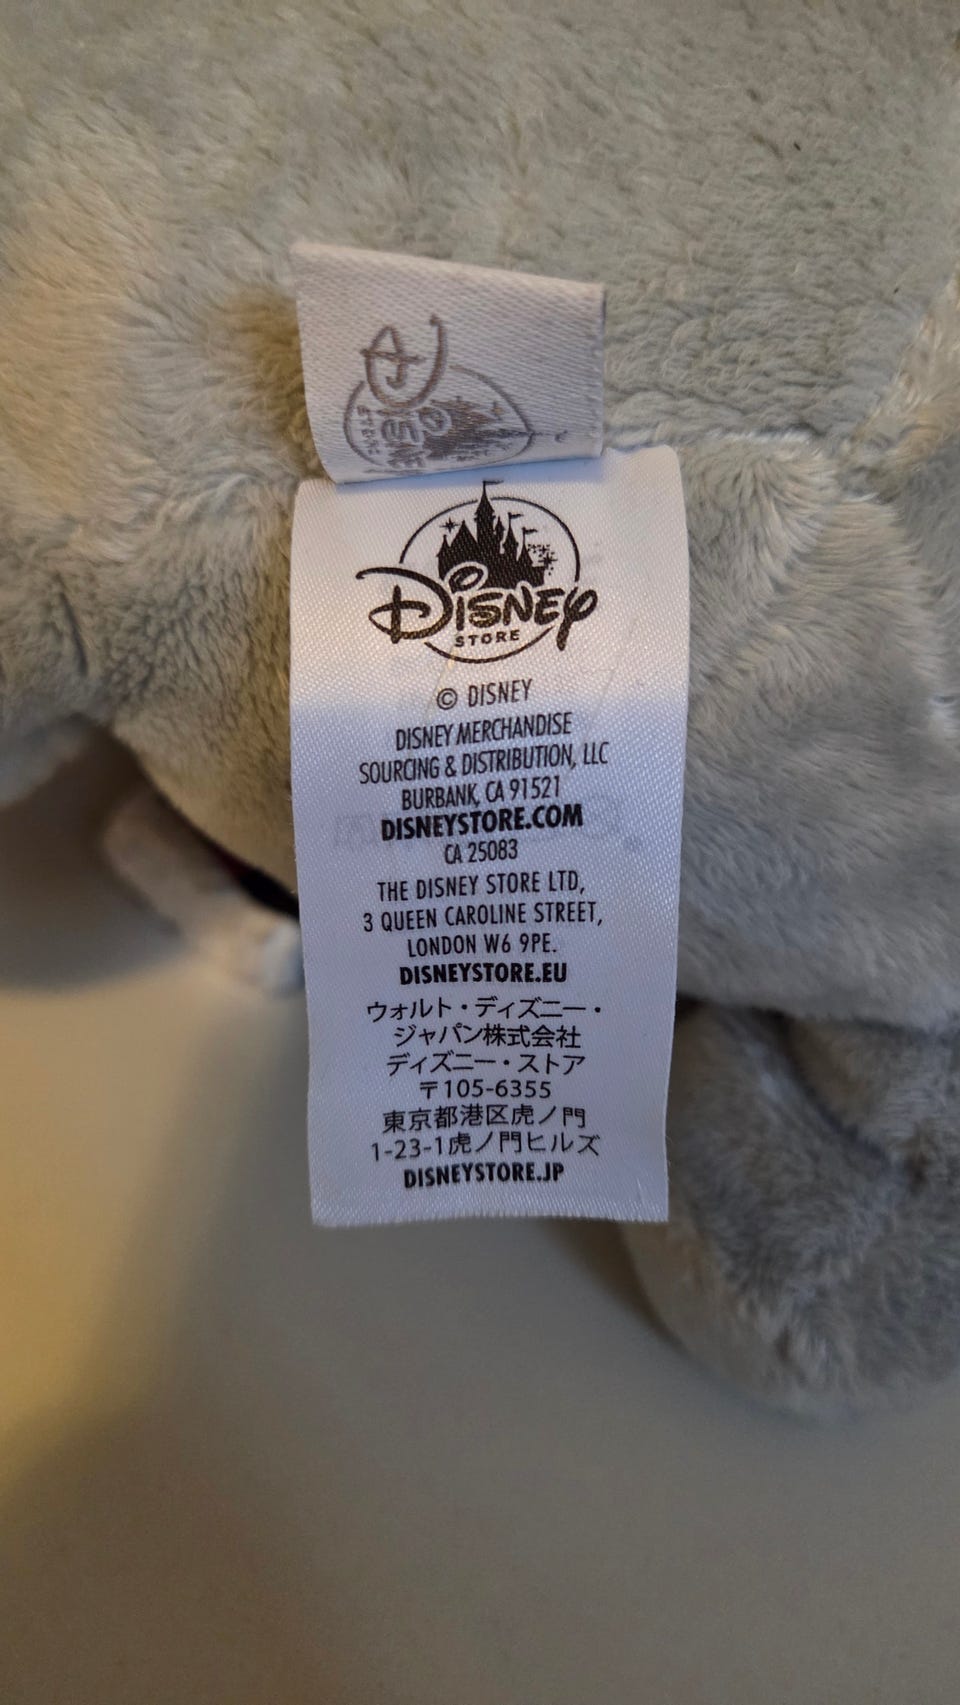 DISNEY
STORE
DISNEY
STORE
© DISNEY
DISNEY MERCHANDISE
SOURCING & DISTRIBUTION, LLC
BURBANK, CA 91521
DISNEYSTORE.COM
CA 25083
THE DISNEY STORE LTD,
3 QUEEN CAROLINE STREET,
LONDON W6 9PE.
DISNEYSTORE.EU
ウォルト・ディズニー・
ジャパン株式会社
ディズニー・ストア
〒105-6355
東京都港区虎ノ門
1-23-1虎ノ門ヒルズ
DISNEYSTORE.JP